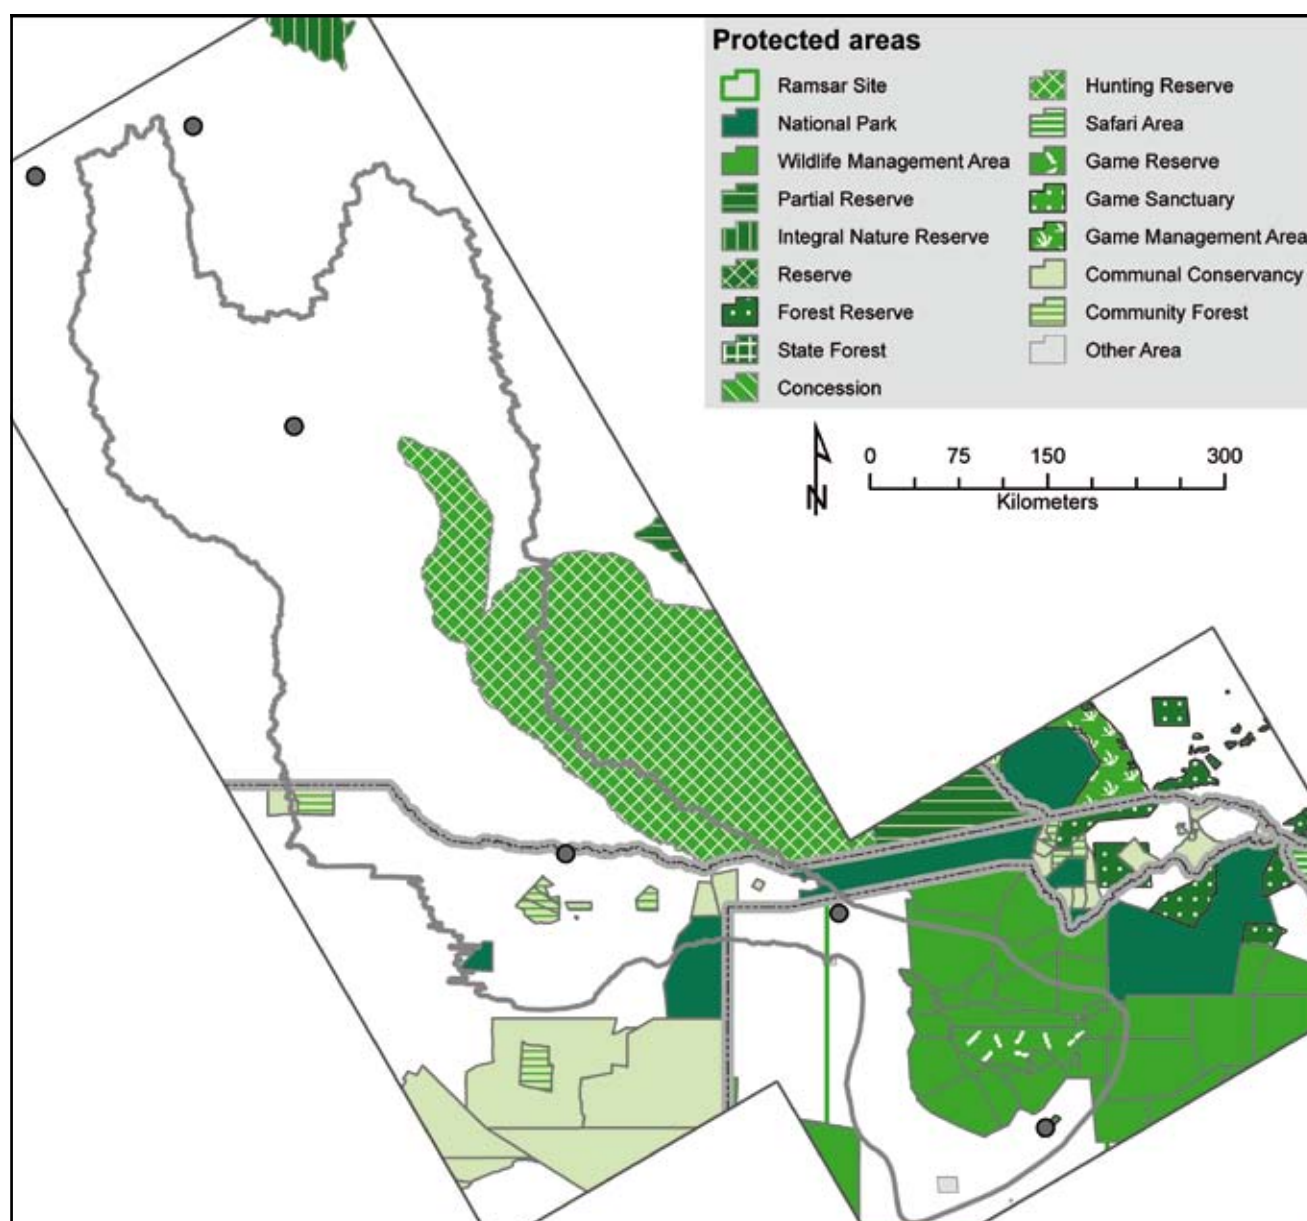 Protected areas
Ramsar Site
National Park
Wildlife Management Area
Partial Reserve
Integral Nature Reserve
Reserve
Forest Reserve
State Forest
Concession
Hunting Reserve
Safari Area
Game Reserve
Game Sanctuary
Game Management Area
Communal Conservancy
Community Forest
Other Area
N
0 75 150 300
Kilometers